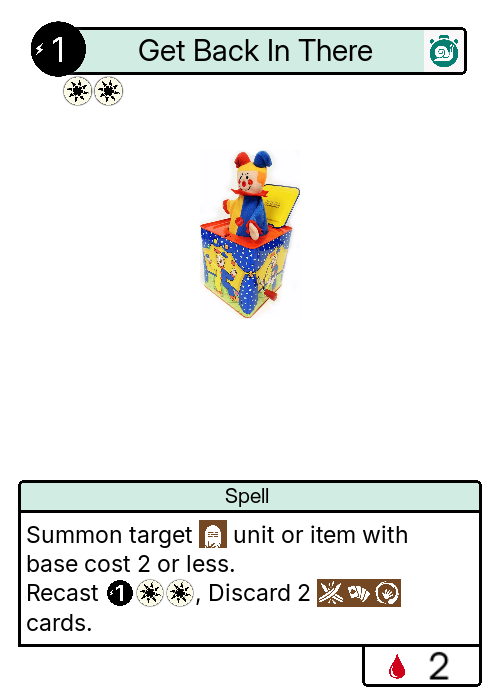 1 Get Back In There
Spell
Summon target unit or item with
base cost 2 or less.
Recast 1, Discard 2
cards.
2